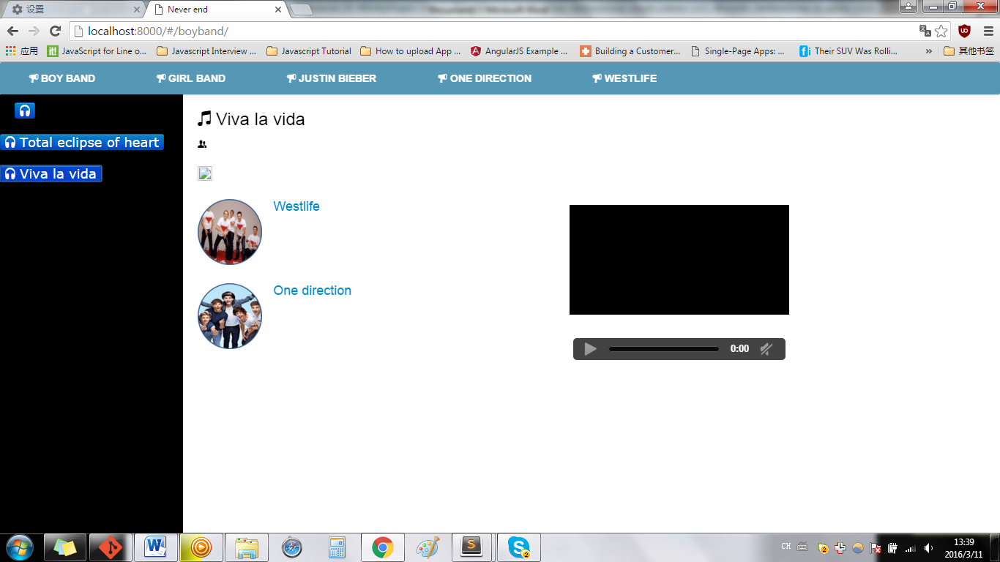 设置
Never end
localhost:8000/#/boyband/
应用
JavaScript for Line o...
Javascript Interview ...
Javascript Tutorial
How to upload App ...
AngularJS Example ...
Building a Customer...
Single-Page Apps: ...
Their SUV Was Rolli...
»
其他书签
BOY BAND
GIRL BAND
JUSTIN BIEBER
ONE DIRECTION
WESTLIFE
Total eclipse of heart
Viva la vida
Viva la vida
Westlife
One direction
0:00
CH
13:39
2016/3/11